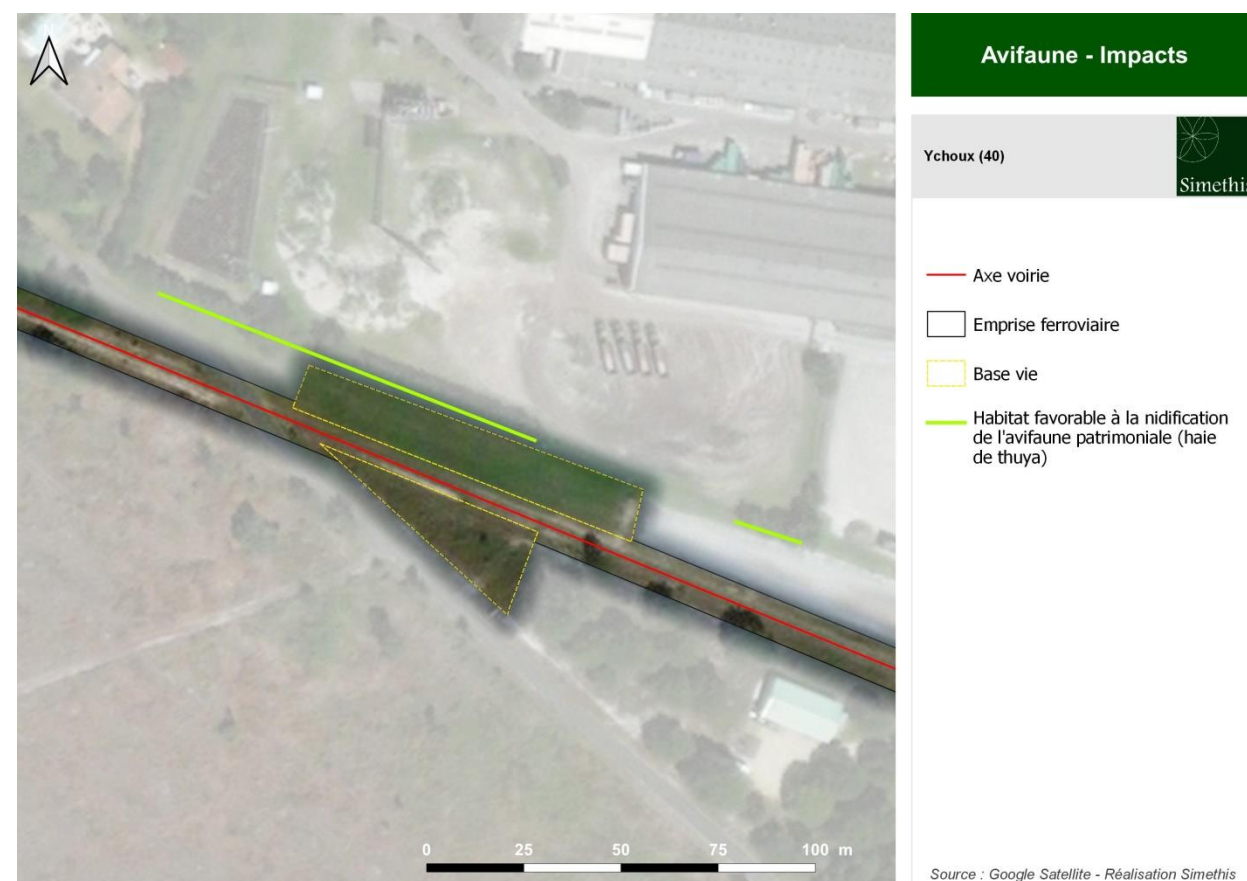 Avifaune - Impacts
Ychoux (40)
Simethis
Axe voirie
Emprise ferroviaire
Base vie
Habitat favorable à la nidification
de l'avifaune patrimoniale (haie
de thuya)
0 25 50 75 100 m
Source : Google Satellite - Réalisation Simethis